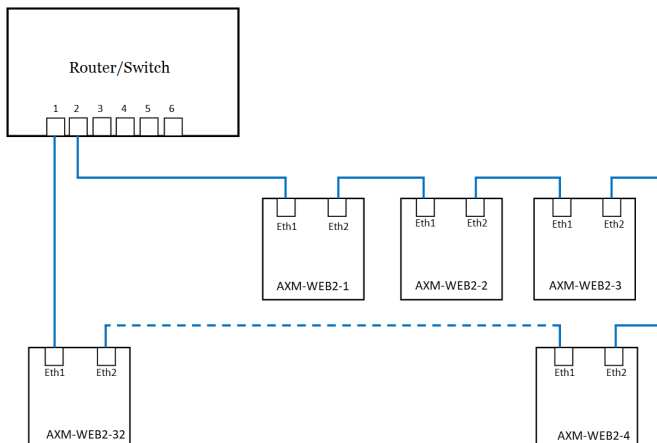 Router/Switch
1 2 3 4 5 6
Eth1 Eth2 Eth1 Eth2 Eth1 Eth2
AXM-WEB2-1 AXM-WEB2-2 AXM-WEB2-3
Eth1 Eth2 Eth1 Eth2
AXM-WEB2-32 AXM-WEB2-4